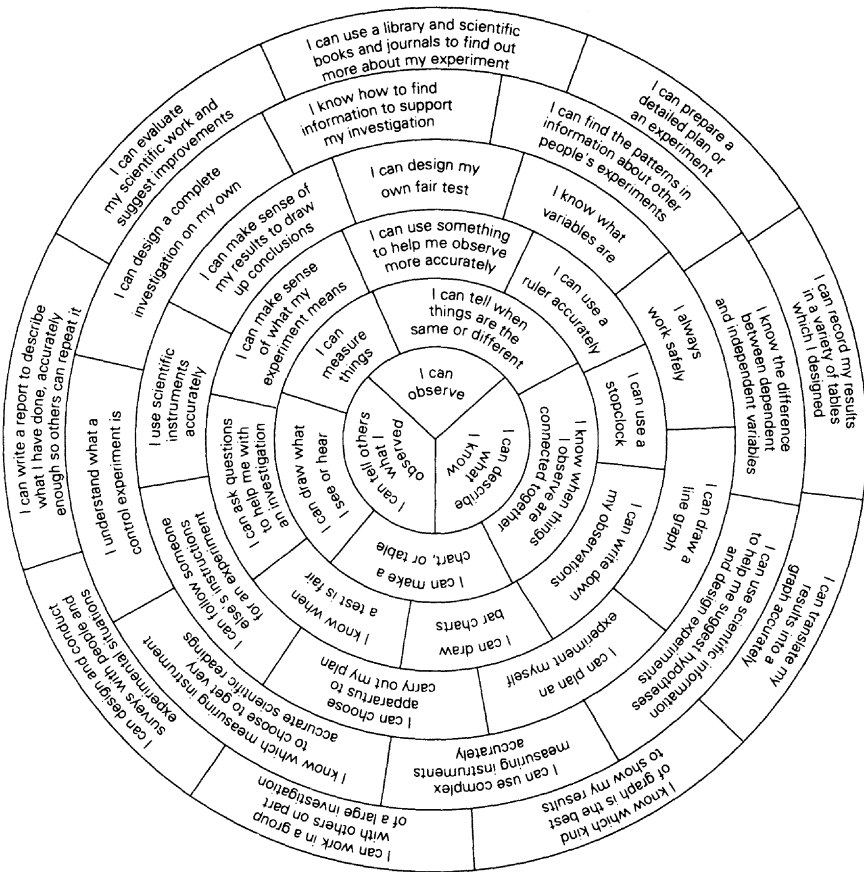 I can
observe
I can describe
what
I know
I can tell others
what I
observed
I can tell when
things are the
same or different
I know when things
I observe are
connected together
I can make a
chart, or table
I can draw what
I see or hear
I can
measure
things
I can use something
to help me observe
more accurately
I can use a
ruler accurately
I can use a
stopclock
I can write down
my observations
I can draw
bar charts
I know when
a test is fair
I can ask questions
to help me with
an investigation
I can make sense
of what my
experiment means
I can design my
own fair test
I know what
variables are
I always
work safely
I can draw a
line graph
I can plan an
experiment myself
I can choose
apparartus to
carry out my plan
I can follow someone
else's instructions
for an experiment
I use scientific
instruments
accurately
I can make sense of
my results to draw
up conclusions
I know how to find
information to support
my investigation
I can find the patterns in
information about other
people's experiments
I know the difference
between dependent
and independent variables
I can use scientific information
to help me suggest hypotheses
and design experiments
I can use complex
measuring instruments
accurately
I know which measuring instrument
to choose to get very
accurate scientific readings
I understand what a
control experiment is
I can design a complete
investigation on my own
I can use a library and scientific
books and journals to find out
more about my experiment
I can prepare a
detailed plan or
an experiment
I can record my results
in a variety of tables
which I designed
I can translate my
results into a
graph accurately
I know which kind
of graph is the best
to show my results
I can work in a group
with others on part
of a large investigation
I can design and conduct
surveys with people and
experimental situations
I can write a report to describe
what I have done, accurately
enough so others can repeat it
I can evaluate
my scientific work and
suggest improvements